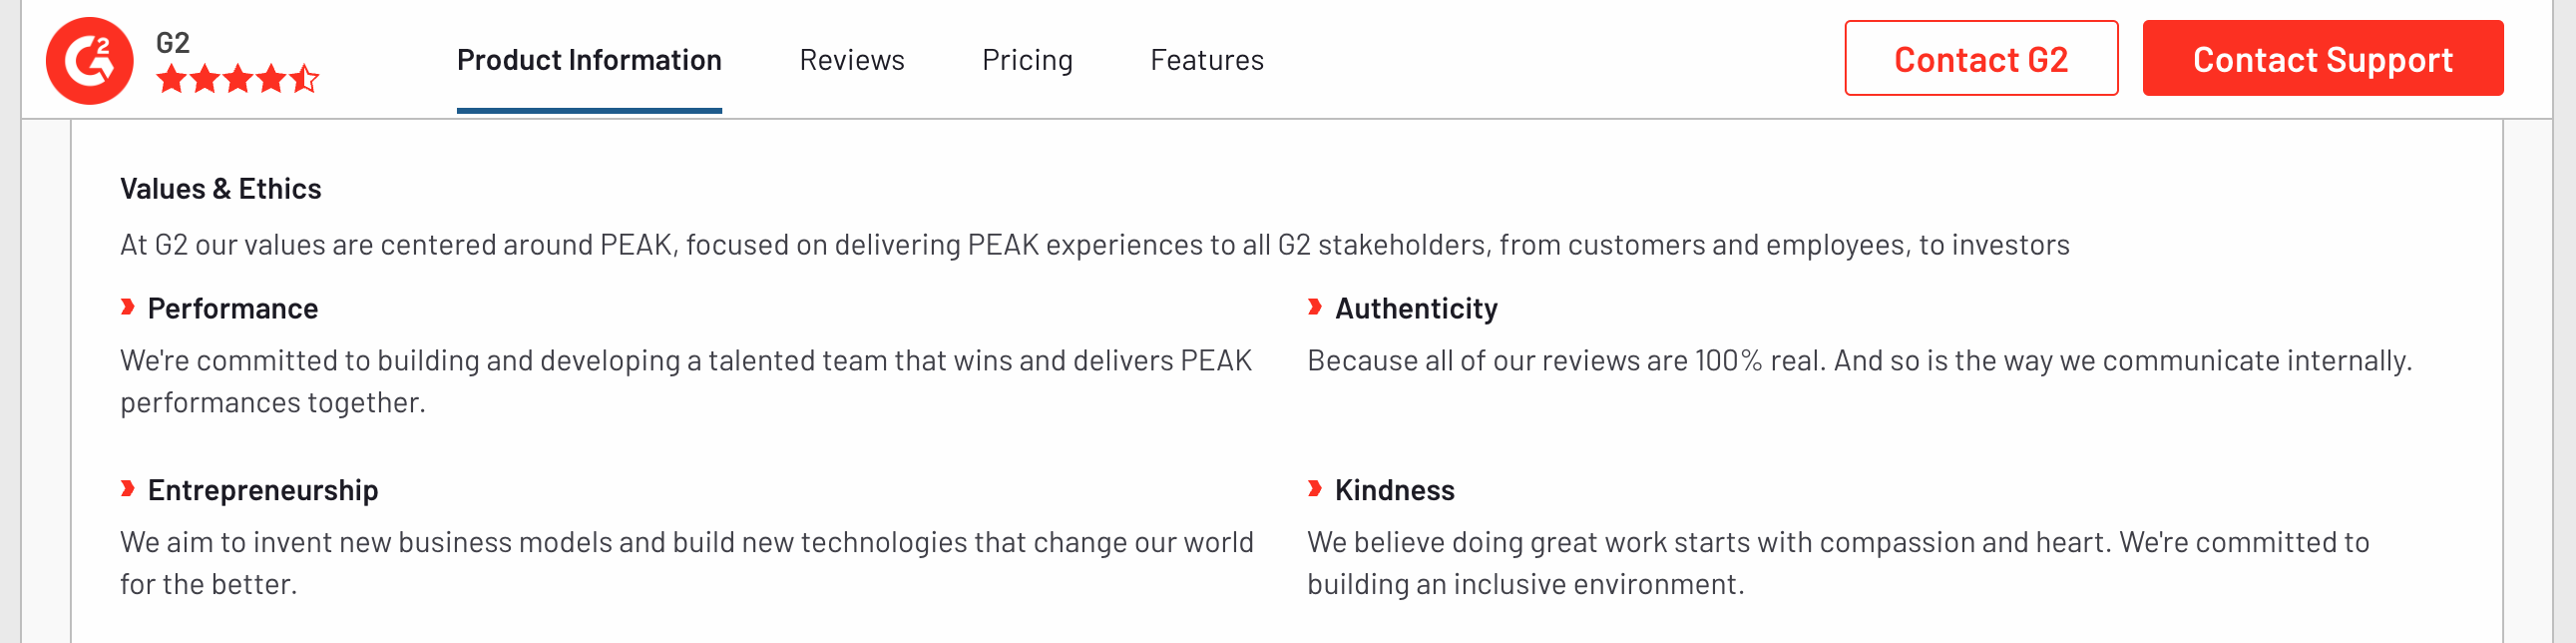 G2
G2
Product Information
Reviews
Pricing
Features
Contact G2
Contact Support
Values & Ethics
At G2 our values are centered around PEAK, focused on delivering PEAK experiences to all G2 stakeholders, from customers and employees, to investors
Performance
We're committed to building and developing a talented team that wins and delivers PEAK
performances together.
Authenticity
Because all of our reviews are 100% real. And so is the way we communicate internally.
Entrepreneurship
We aim to invent new business models and build new technologies that change our world
for the better.
Kindness
We believe doing great work starts with compassion and heart. We're committed to
building an inclusive environment.